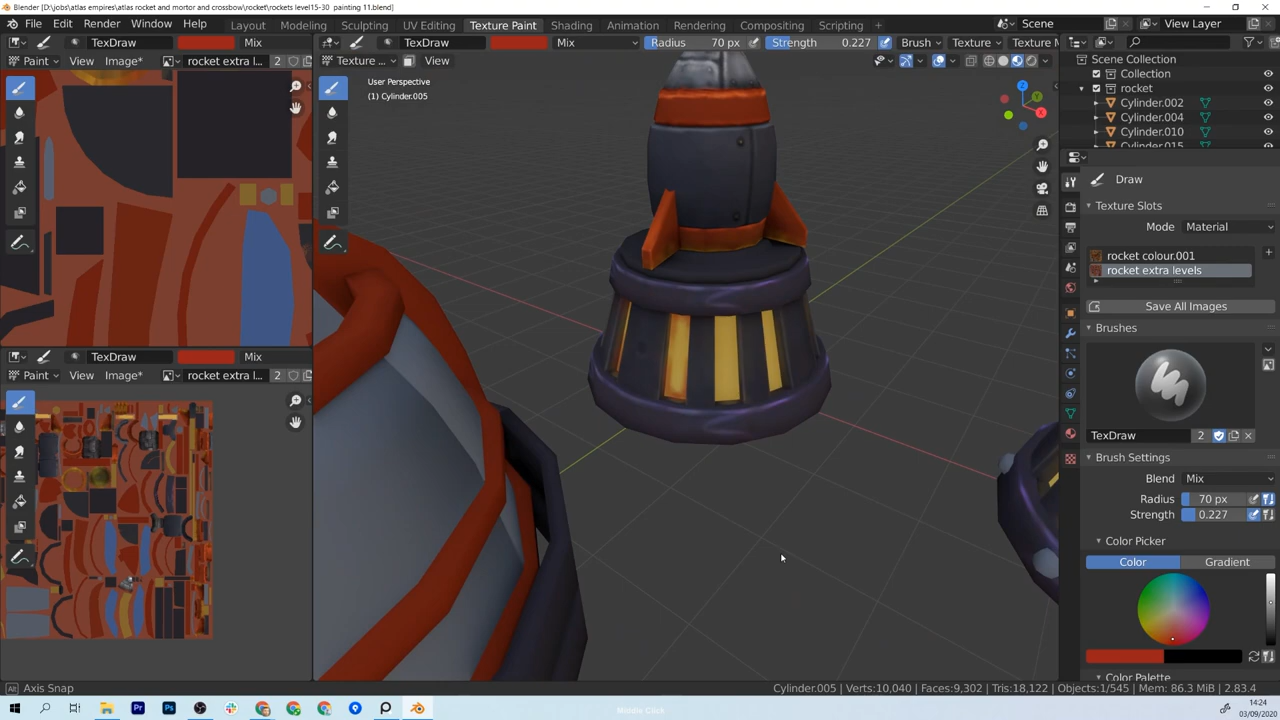 Blender [D:\jobs\atlas empires\atlas rocket and mortor and crossbow\rocket\rockets level15-30  painting 11.blend]
File Edit Render Window Help Layout Modeling Sculpting UV Editing Texture Paint Shading Animation Rendering Compositing Scripting + Scene View Layer
TexDraw Mix TexDraw Mix Radius 70 px Strength 0.227 Brush Texture Texture M
Paint View Image* rocket extra l... 2 Texture ... View
User Perspective
(1) Cylinder.005
Scene Collection
Collection
rocket
Cylinder.002
Cylinder.004
Cylinder.010
Cylinder.015
Draw
Texture Slots
Mode Material
rocket colour.001
rocket extra levels
Save All Images
Brushes
TexDraw 2
Brush Settings
Blend Mix
Radius 70 px
Strength 0.227
Color Picker
Color Gradient
Color Palette
TexDraw Mix
Paint View Image* rocket extra l... 2
Axis Snap
Middle Click
Cylinder.005 | Verts:10,040 | Faces:9,302 | Tris:18,122 | Objects:1/545 | Mem: 86.3 MiB | 2.83.4
14:24
03/09/2020